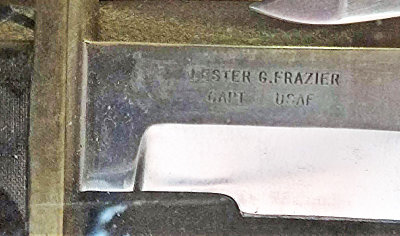 LESTER G. FRAZIER
CAPT USAF